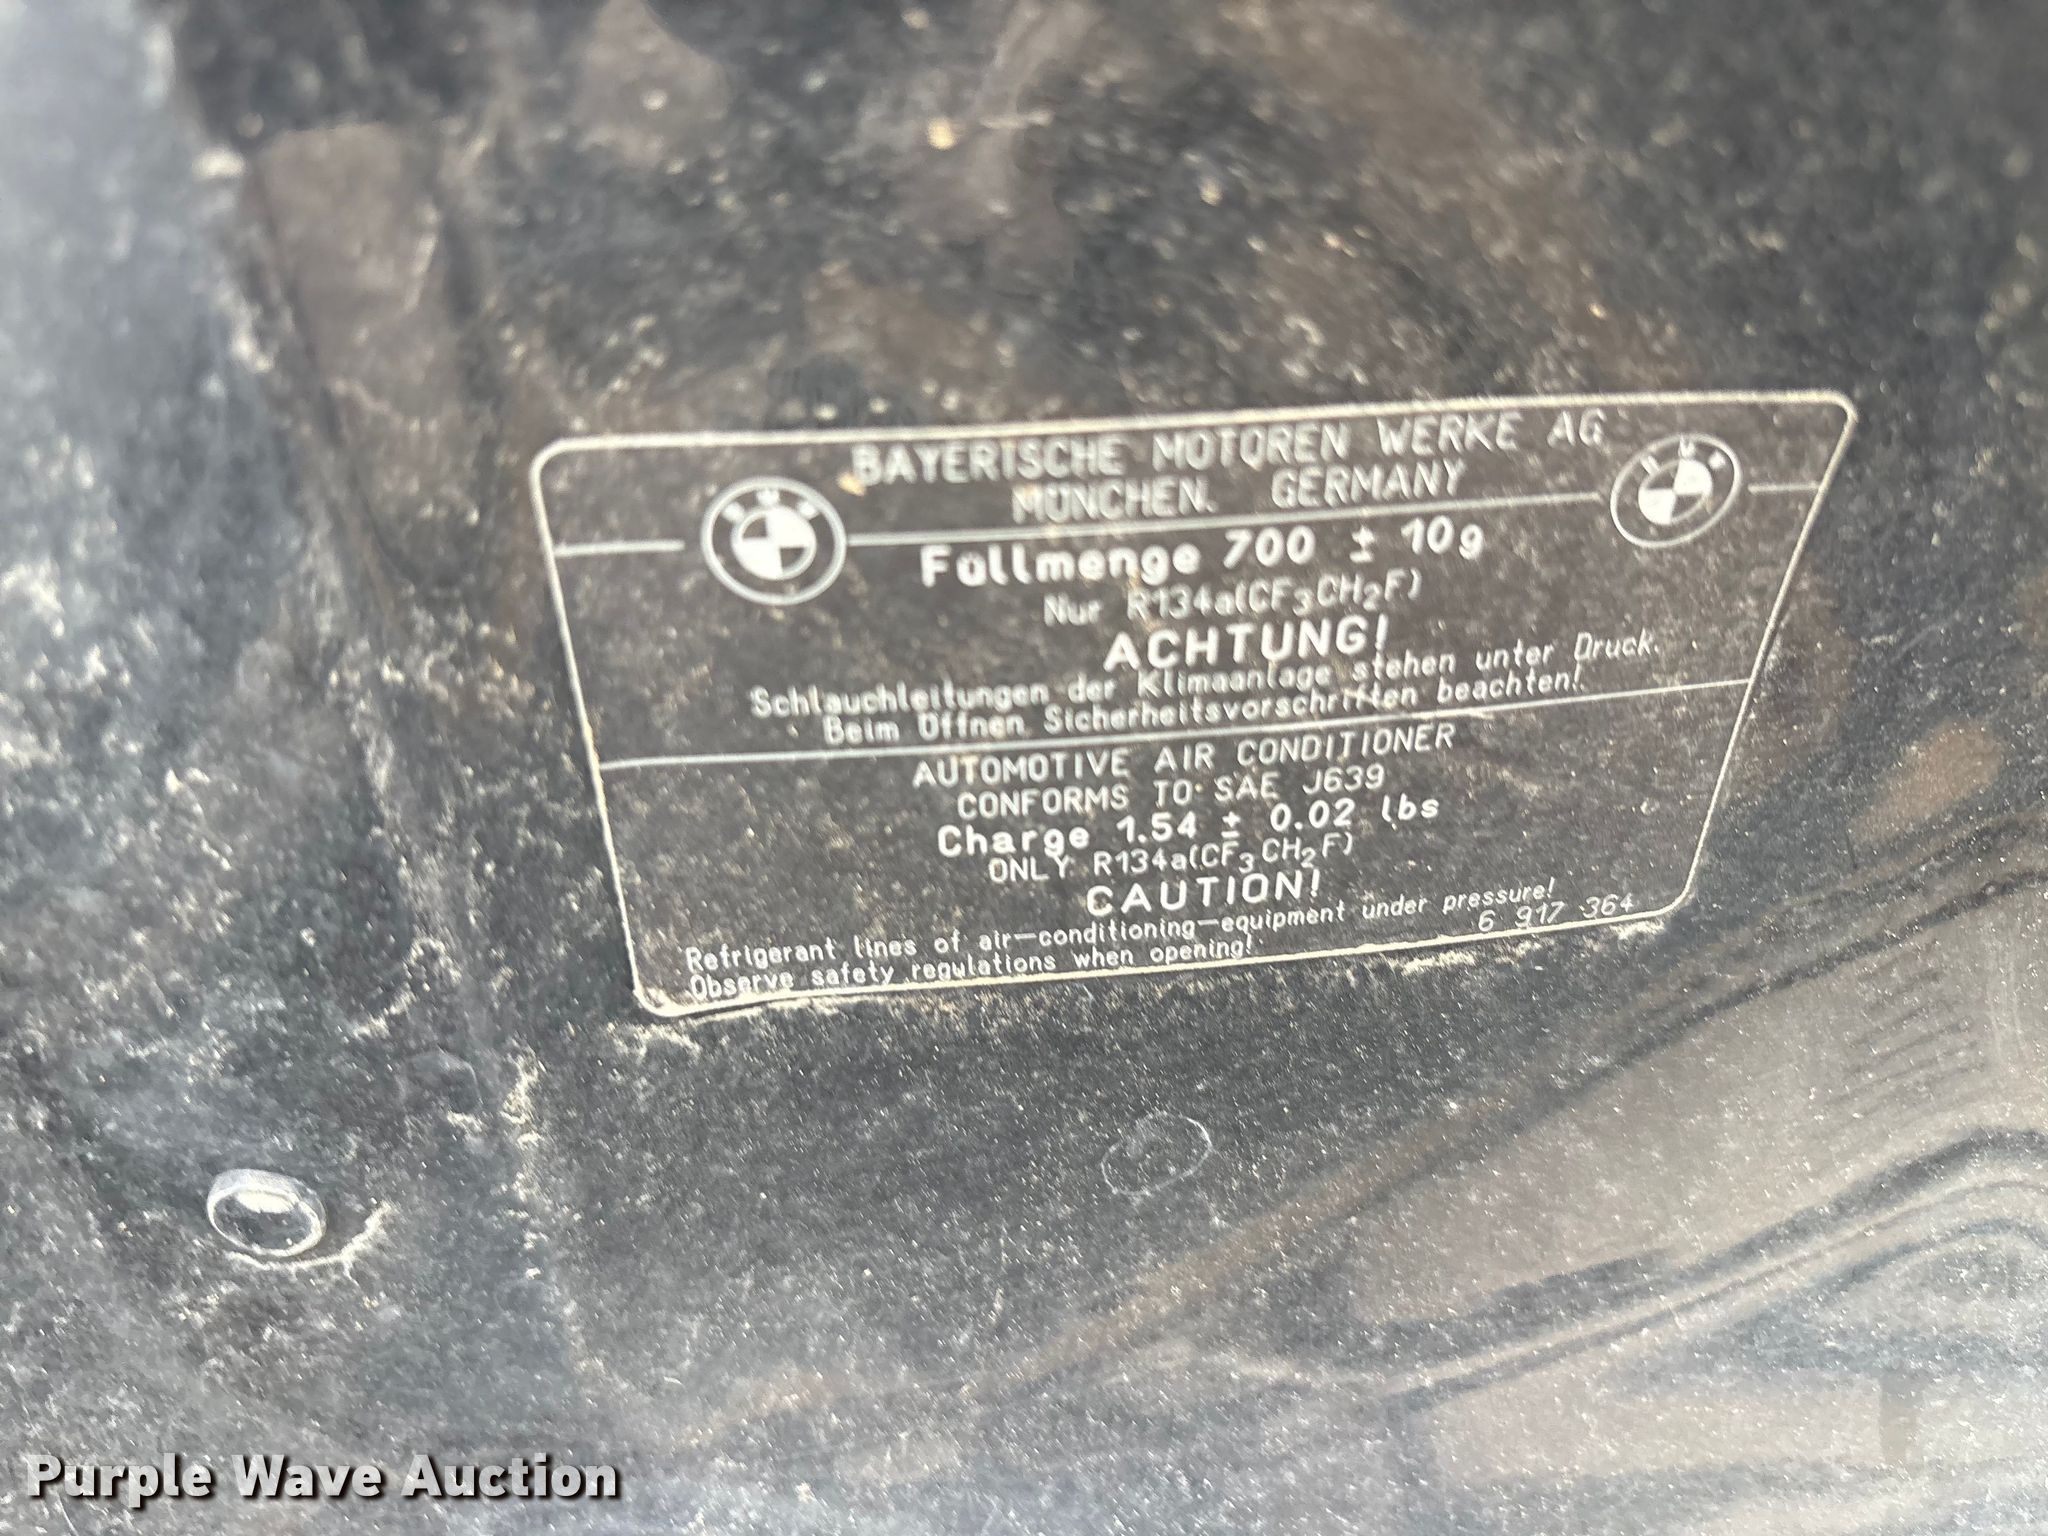 BAYERISCHE MOTOREN WERKE AG
MÜNCHEN. GERMANY
BMW
BMW
Füllmenge 700 ± 10g
Nur R134a(CF₃CH₂F)
ACHTUNG!
Schlauchleitungen der Klimaanlage stehen unter Druck.
Beim Öffnen Sicherheitsvorschriften beachten!
AUTOMOTIVE AIR CONDITIONER
CONFORMS TO SAE J639
Charge 1.54 ± 0.02 lbs
ONLY R134a(CF₃CH₂F)
CAUTION!
Refrigerant lines of air-conditioning-equipment under pressure!
Observe safety regulations when opening!
6 917 364
Purple Wave Auction